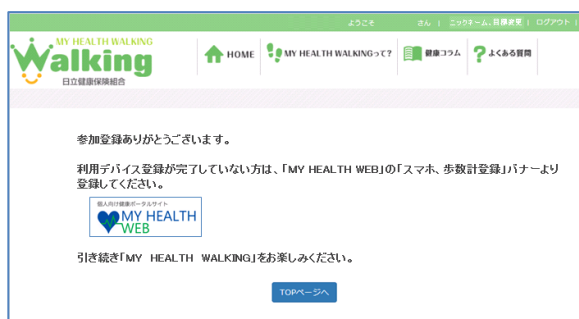 ようこそ さん | ニックネーム、目標変更 | ログアウト |
MY HEALTH WALKING
Walking
日立健康保険組合
HOME
MY HEALTH WALKINGって?
健康コラム
よくある質問
参加登録ありがとうございます。
利用デバイス登録が完了していない方は、「MY HEALTH WEB」の「スマホ、歩数計登録」バナーより
登録してください。
個人向け健康ポータルサイト
MY HEALTH
WEB
引き続き「MY HEALTH WALKING」をお楽しみください。
TOPページへ